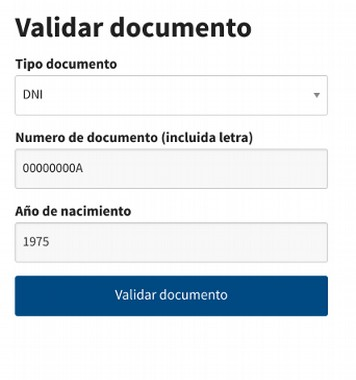 Validar documento
Tipo documento
DNI
Numero de documento (incluida letra)
00000000A
Año de nacimiento
1975
Validar documento